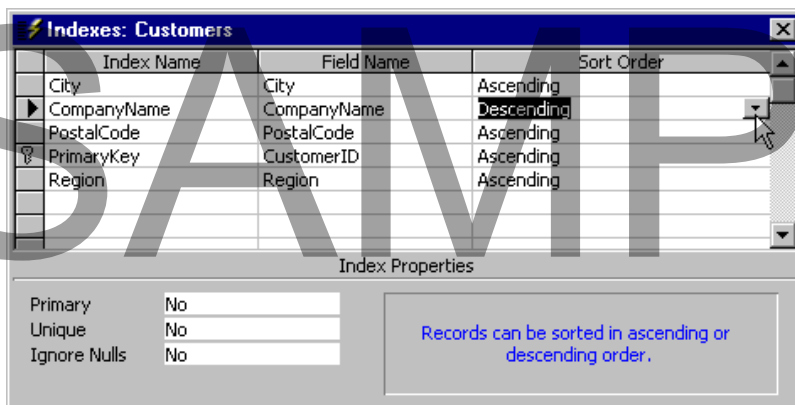 Indexes: Customers
Index Name Field Name Sort Order
City City Ascending
CompanyName CompanyName Descending
PostalCode PostalCode Ascending
PrimaryKey CustomerID Ascending
Region Region Ascending
Index Properties
Primary No
Unique No
Ignore Nulls No
Records can be sorted in ascending or
descending order.
SAMP